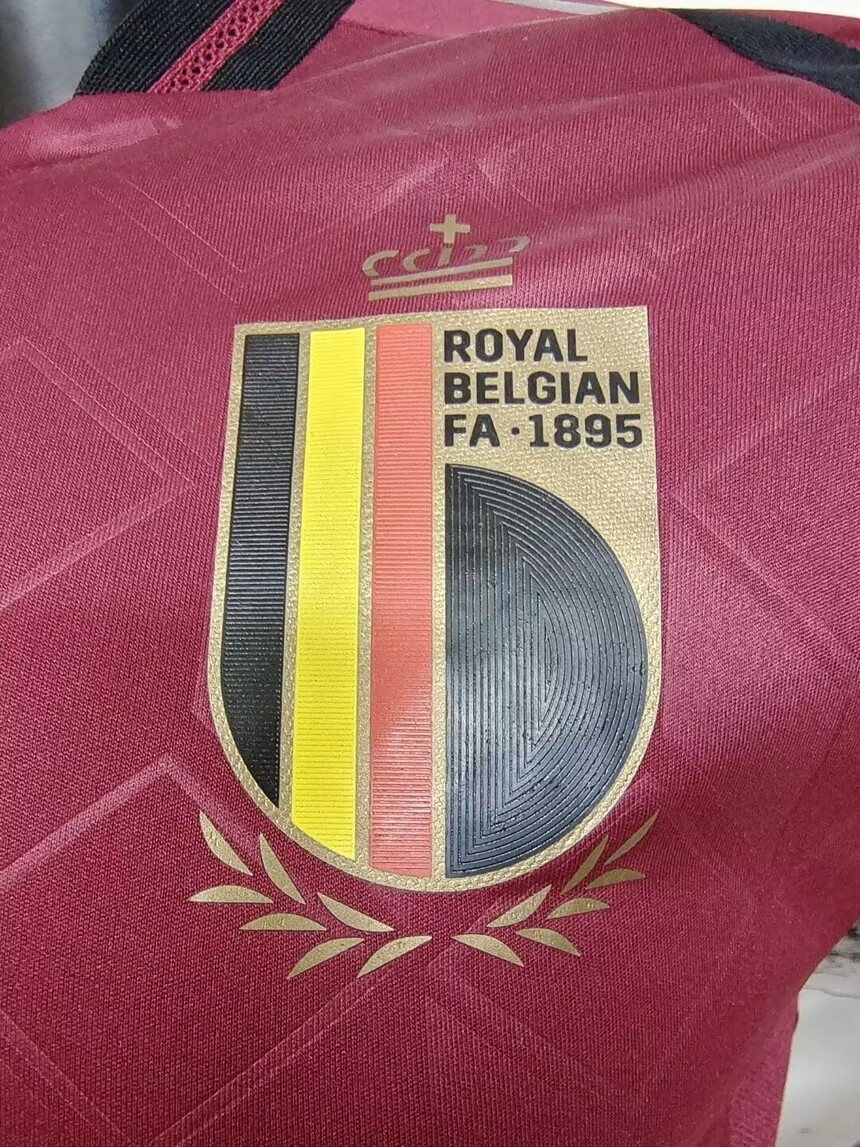 ROYAL
BELGIAN
FA · 1895